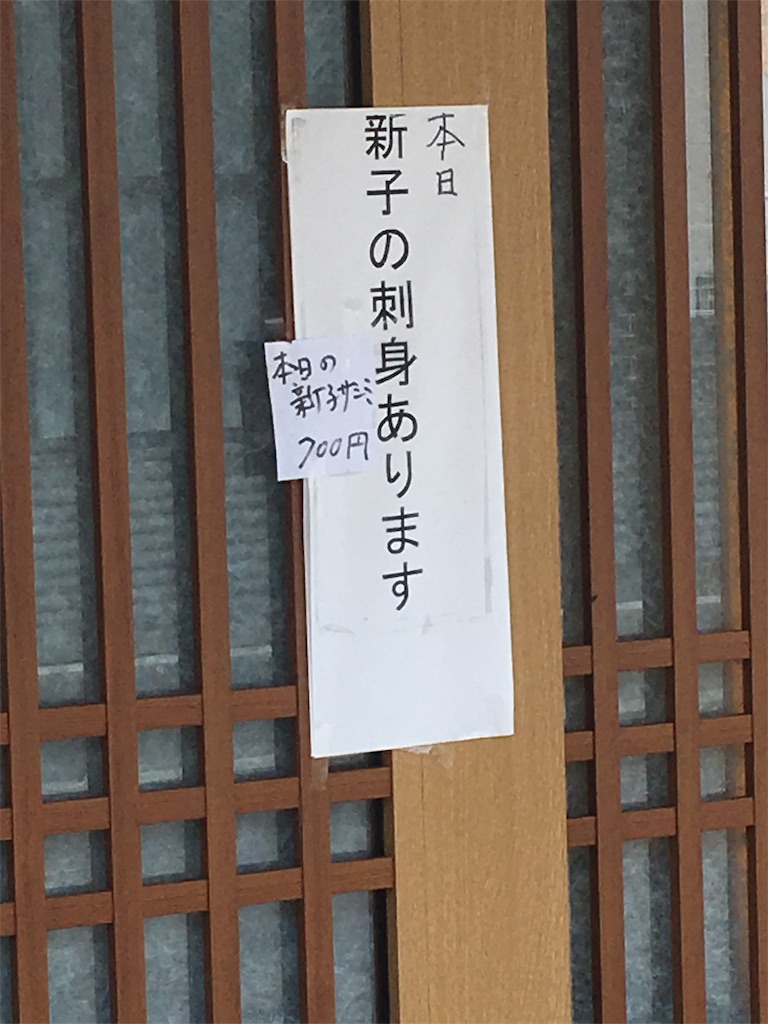 本日
新子の刺身あります
本日の
新子サシミ
700円